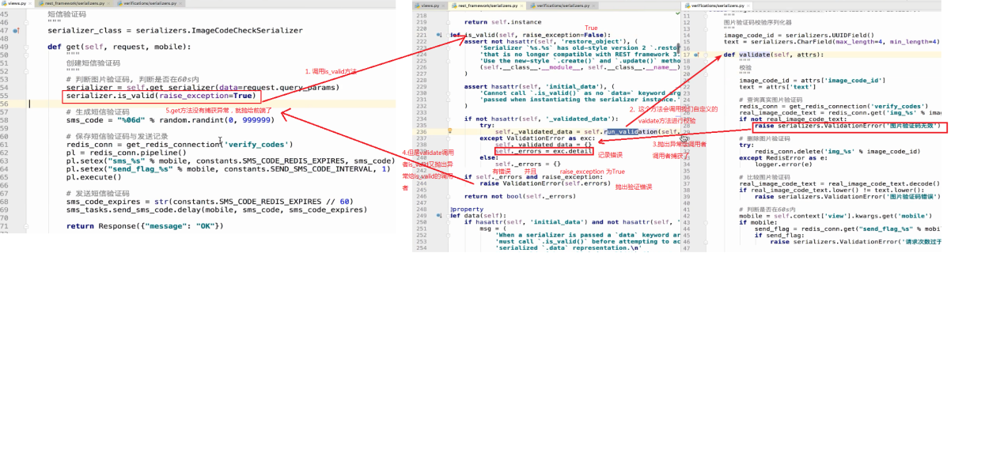 views.py
rest_framework/serializers.py
verifications/serializers.py
45 短信验证码
46 """
47 serializer_class = serializers.ImageCodeCheckSerializer
48
49 def get(self, request, mobile):
50 """
51 创建短信验证码
52 """
53 # 判断图片验证码, 判断是否在60s内
54 serializer = self.get_serializer(data=request.query_params)
55 serializer.is_valid(raise_exception=True)
56
57 # 生成短信验证码
58 sms_code = "%06d" % random.randint(0, 999999)
59
60 # 保存短信验证码与发送记录
61 redis_conn = get_redis_connection('verify_codes')
62 pl = redis_conn.pipeline()
63 pl.setex("sms_%s" % mobile, constants.SMS_CODE_REDIS_EXPIRES, sms_code)
64 pl.setex("send_flag_%s" % mobile, constants.SEND_SMS_CODE_INTERVAL, 1)
65 pl.execute()
66
67 # 发送短信验证码
68 sms_code_expires = str(constants.SMS_CODE_REDIS_EXPIRES // 60)
69 sms_tasks.send_sms_code.delay(mobile, sms_code, sms_code_expires)
70
71 return Response({"message": "OK"})
72
1. 调用is_valid方法
5.get方法没有捕获异常，就抛给前端了
views.py
rest_framework/serializers.py
verifications/serializers.py
218
219 return self.instance
220
True
221 def is_valid(self, raise_exception=False):
222 assert not hasattr(self, 'restore_object'), (
223 'Serializer `%s.%s` has old-style version 2 `.resto
224 'that is no longer compatible with REST framework 3
225 'Use the new-style `.create()` and `.update()` metho
226 (self.__class__.__module__, self.__class__.__name__)
227 )
228
229 assert hasattr(self, 'initial_data'), (
230 'Cannot call `.is_valid()` as no `data=` keyword arg
231 'passed when instantiating the serializer instance.'
232 )
233
234 if not hasattr(self, '_validated_data'):
235 try:
236 self._validated_data = self.run_validation(self.
237 except ValidationError as exc:
238 self._validated_data = {}
self._errors = exc.detail
else:
self._errors = {}
if self._errors and raise_exception:
244 raise ValidationError(self.errors)
245
246 return not bool(self._errors)
247
248 @property
249 def data(self):
250 if hasattr(self, 'initial_data') and not hasattr(self, '
251 msg = (
252 'When a serializer is passed a `data` keyword ar
253 'must call `.is_valid()` before attempting to ac
254 'serialized `.data` representation.\n'
2. 这个方法会调用我们自定义的
vaidate方法进行校验
3.抛出异常给调用者
调用者捕获了
记录错误
4.但是validate调用
者is_valid又抛出异
常给is_valid的调用
者
有错误 并且 raise_exception 为True
抛出验证错误
verifications/serializers.py
11 """
12 图片验证码校验序列化器
13 """
14 image_code_id = serializers.UUIDField()
15 text = serializers.CharField(max_length=4, min_length=4)
16
17 def validate(self, attrs):
18 """
19 校验
20 """
21 image_code_id = attrs['image_code_id']
22 text = attrs['text']
23
24 # 查询真实图片验证码
redis_conn = get_redis_connection('verify_codes')
real_image_code_text = redis_conn.get('img_%s' % image_c
if not real_image_code_text:
raise serializers.ValidationError('图片验证码无效')
# 删除图片验证码
try:
redis_conn.delete('img_%s' % image_code_id)
except RedisError as e:
34 logger.error(e)
35
36 # 比较图片验证码
37 real_image_code_text = real_image_code_text.decode()
38 if real_image_code_text.lower() != text.lower():
39 raise serializers.ValidationError('图片验证码错误')
40
41 # 判断是否在60s内
42 mobile = self.context['view'].kwargs.get('mobile')
43 if mobile:
44 send_flag = redis_conn.get("send_flag_%s" % mobi
45 if send_flag:
46 raise serializers.ValidationError('请求次数过于
47